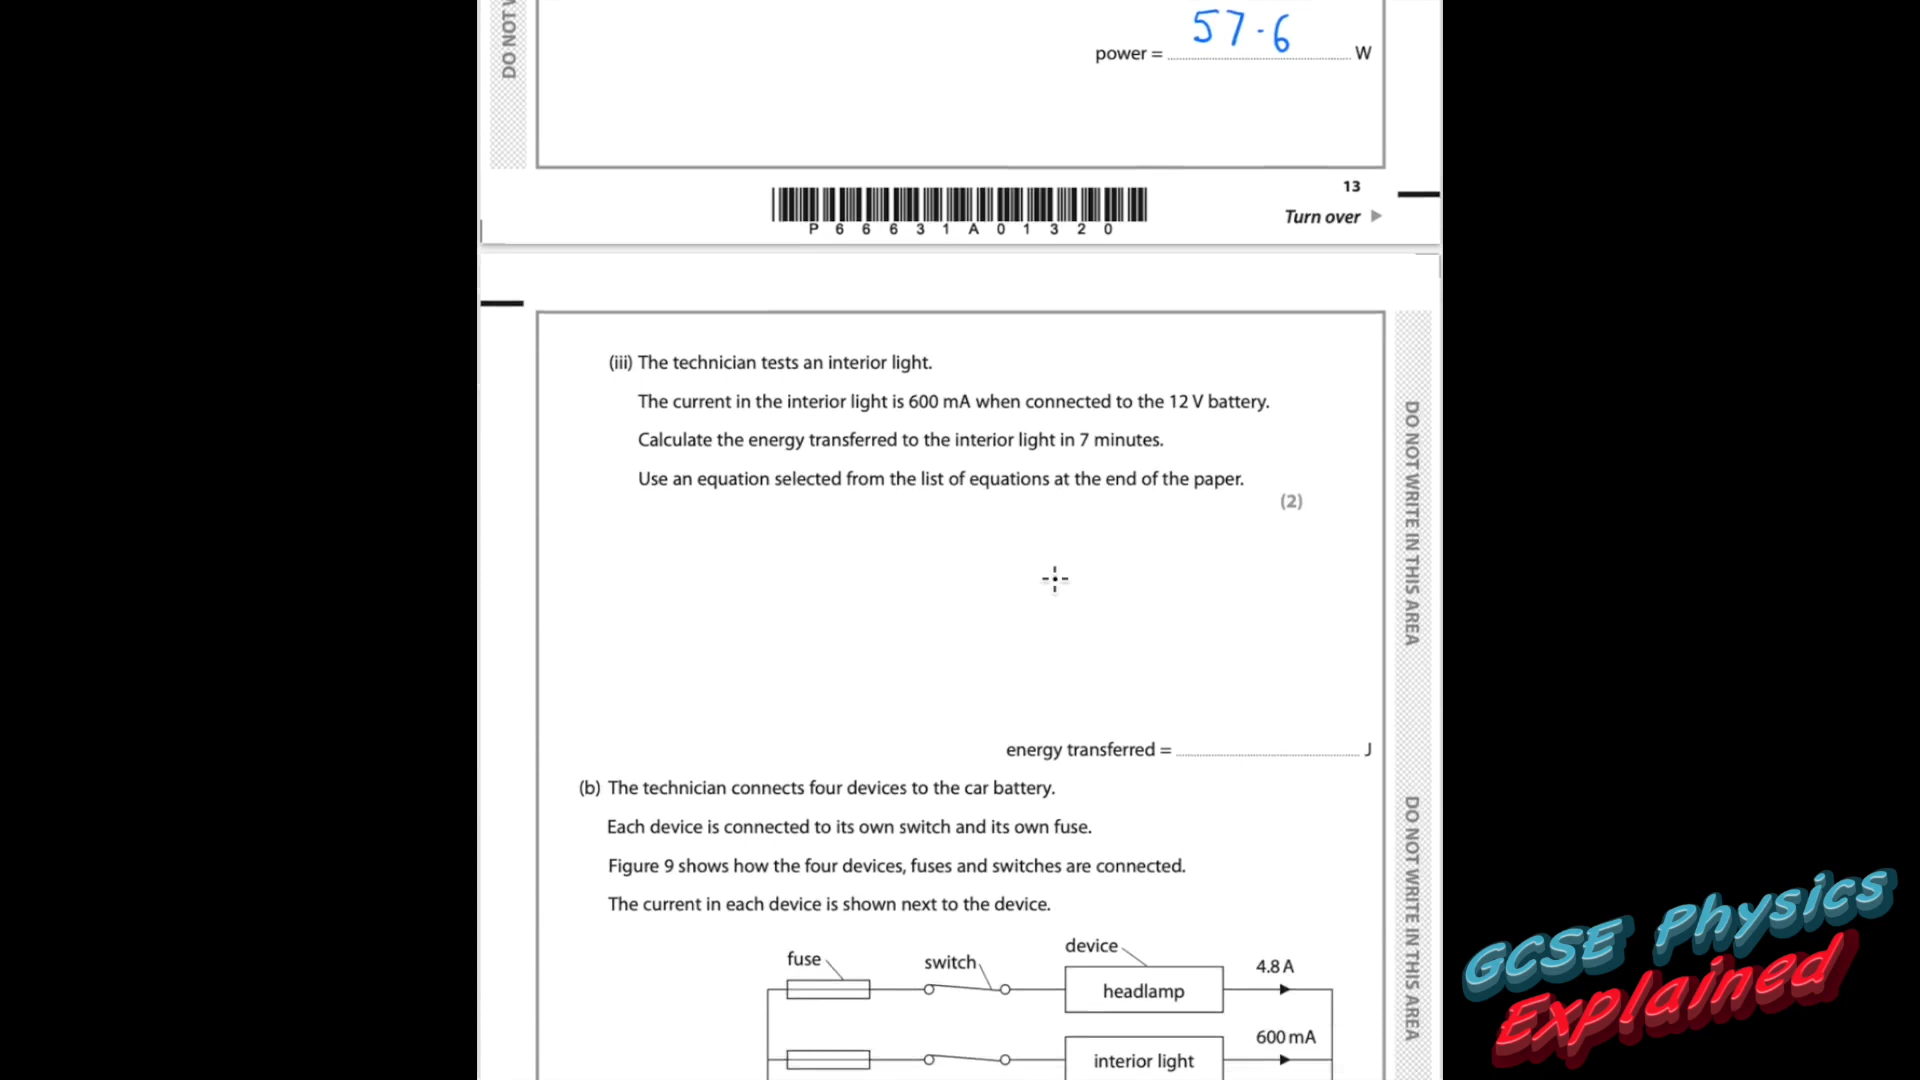 57.6
power = W
DO NOT
13
Turn over
P 6 6 6 3 1 A 0 1 3 2 0
(iii) The technician tests an interior light.
The current in the interior light is 600 mA when connected to the 12 V battery.
Calculate the energy transferred to the interior light in 7 minutes.
Use an equation selected from the list of equations at the end of the paper.
(2)
energy transferred = J
(b) The technician connects four devices to the car battery.
Each device is connected to its own switch and its own fuse.
Figure 9 shows how the four devices, fuses and switches are connected.
The current in each device is shown next to the device.
device
fuse
switch
4.8 A
headlamp
600 mA
interior light
DO NOT WRITE IN THIS AREA
DO NOT WRITE IN THIS AREA
GCSE Physics
Explained